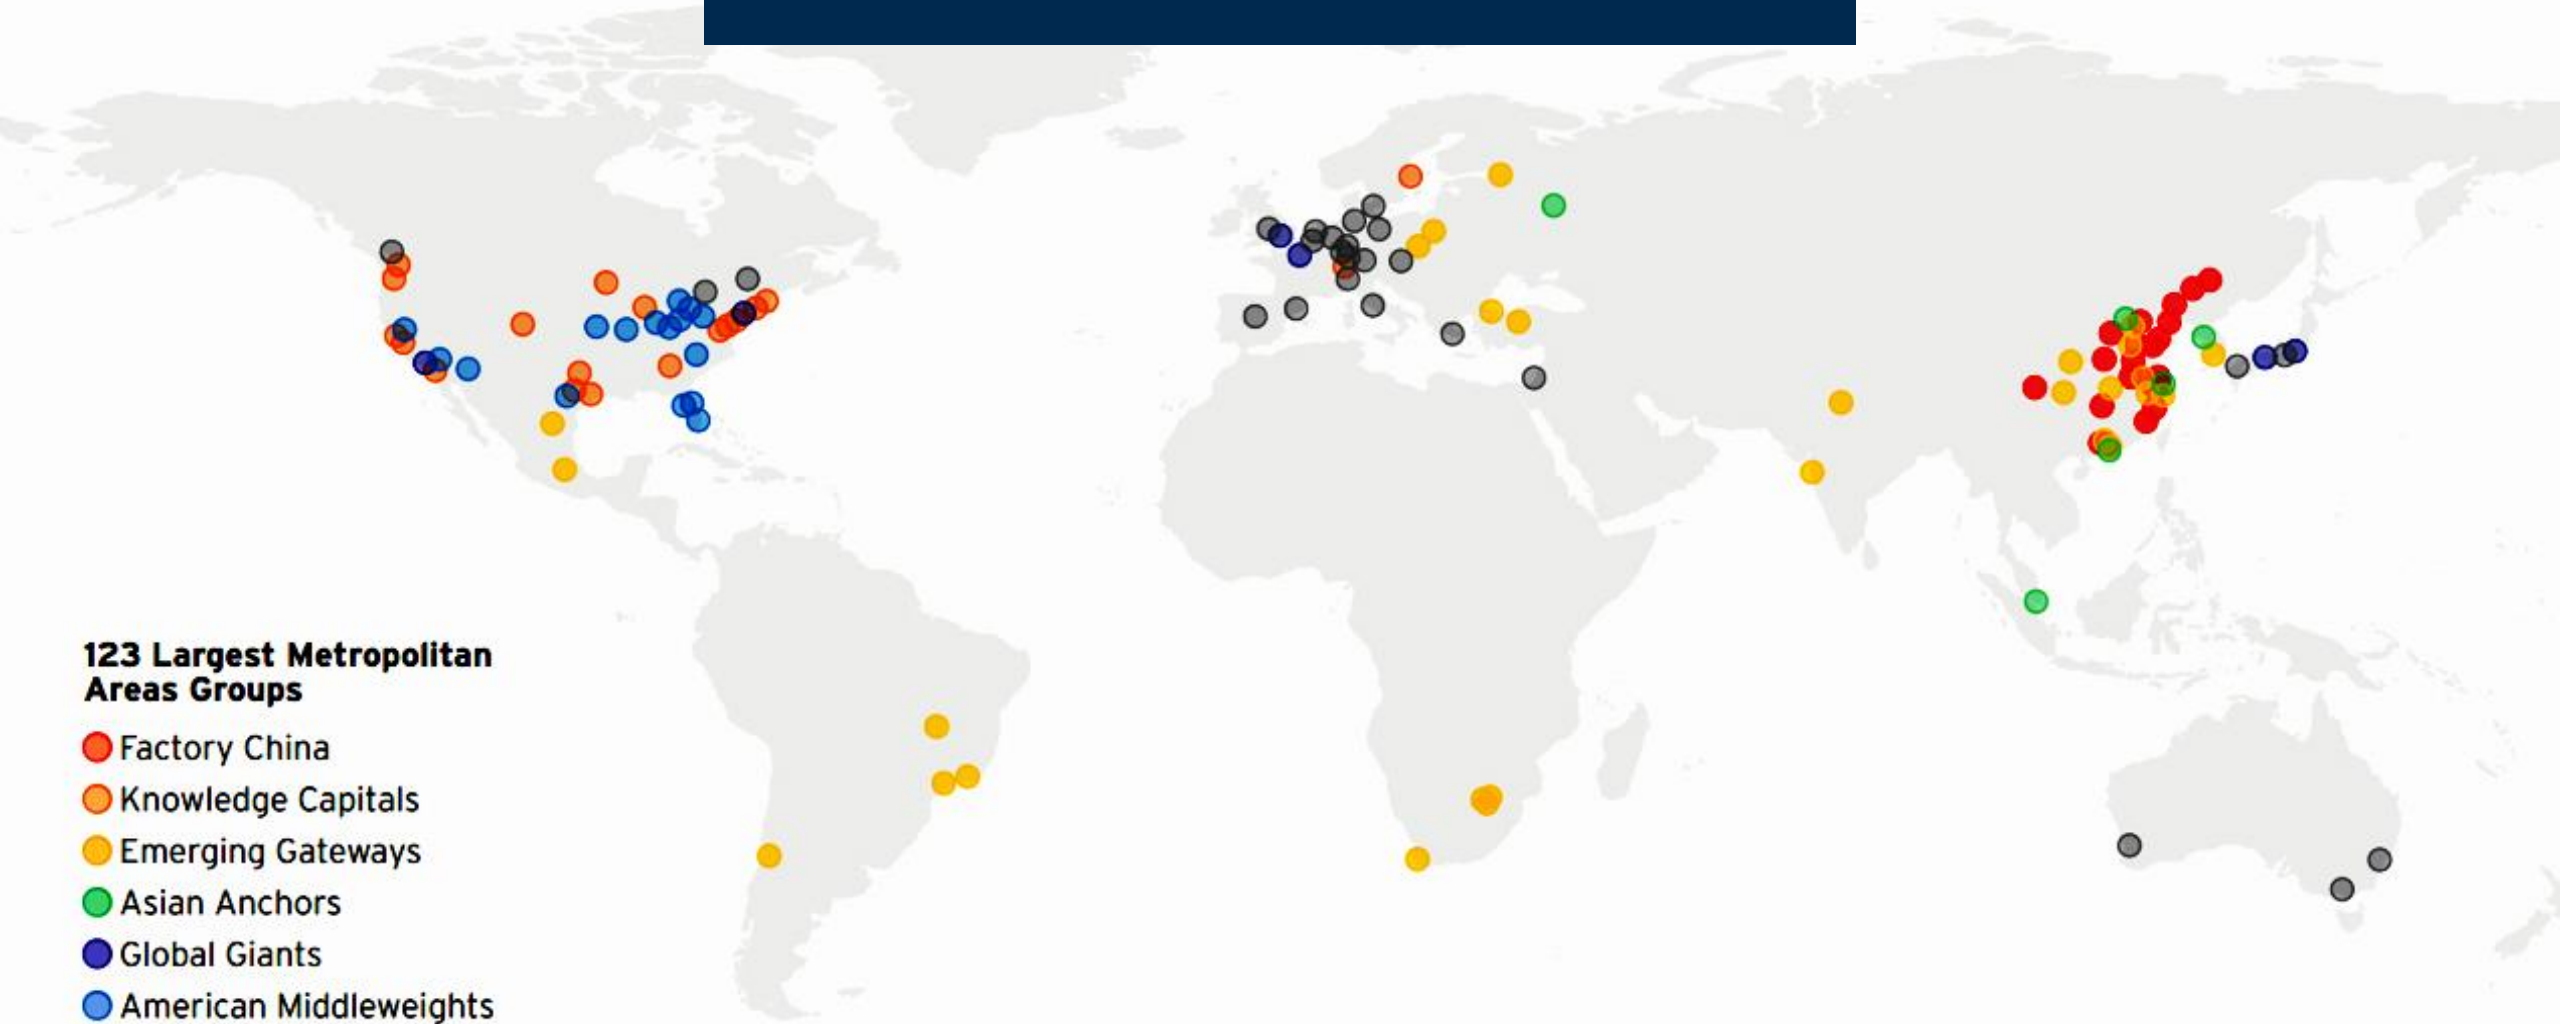 123 Largest Metropolitan
Areas Groups
Factory China
Knowledge Capitals
Emerging Gateways
Asian Anchors
Global Giants
American Middleweights